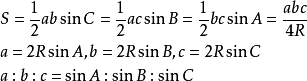 S = 1/2 ab sin C = 1/2 ac sin B = 1/2 bc sin A = abc/4R
a = 2R sin A, b = 2R sin B, c = 2R sin C
a : b : c = sin A : sin B : sin C